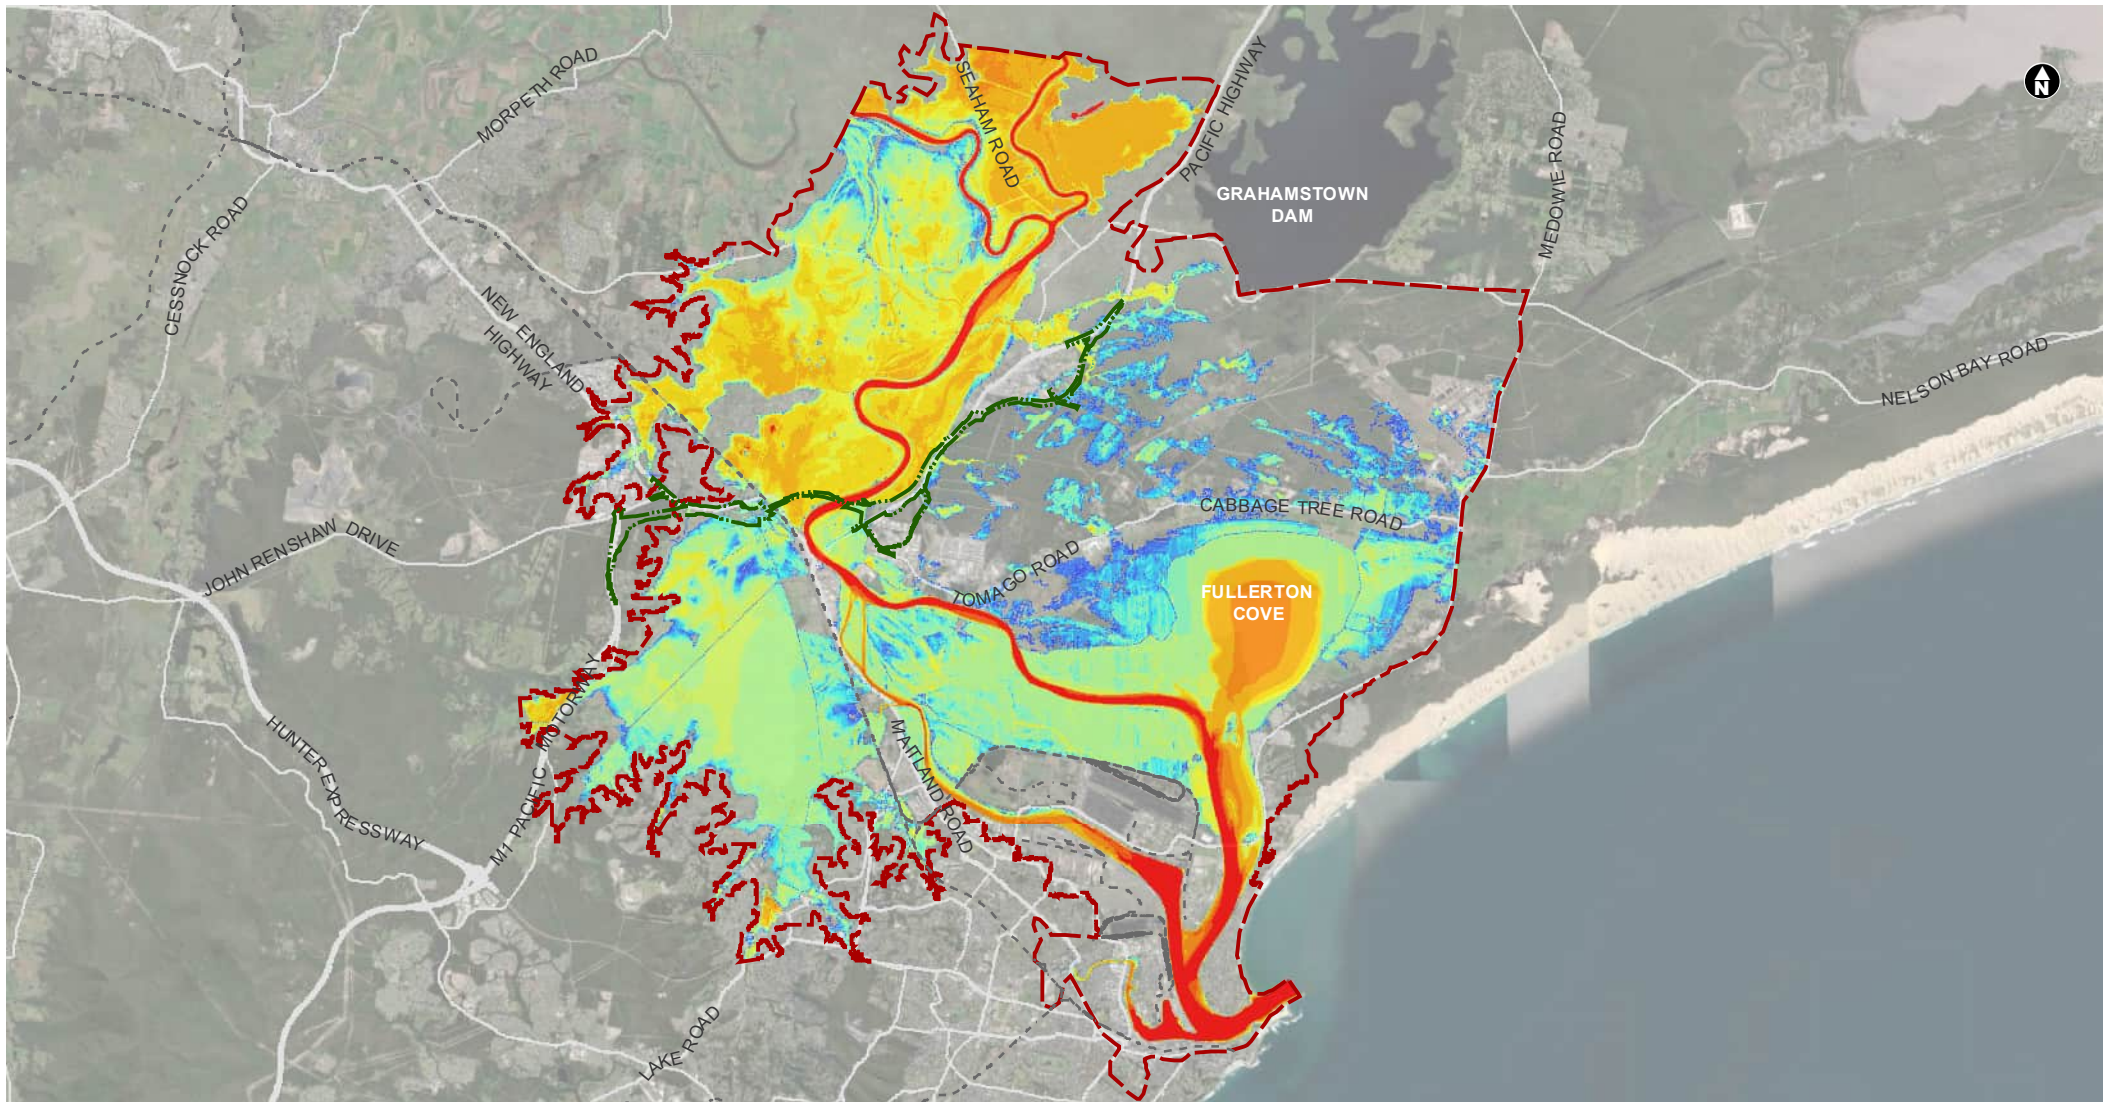 MORPETH ROAD
SEAHAM ROAD
PACIFIC HIGHWAY
N
GRAHAMSTOWN
DAM
MEDOWIE ROAD
CESSNOCK ROAD
NEW ENGLAND
HIGHWAY
NELSON BAY ROAD
CABBAGE TREE ROAD
JOHN RENSHAW DRIVE
TOMAGO ROAD
FULLERTON
COVE
M1 PACIFIC MOTORWAY
HUNTER EXPRESSWAY
MAITLAND ROAD
LAKE ROAD